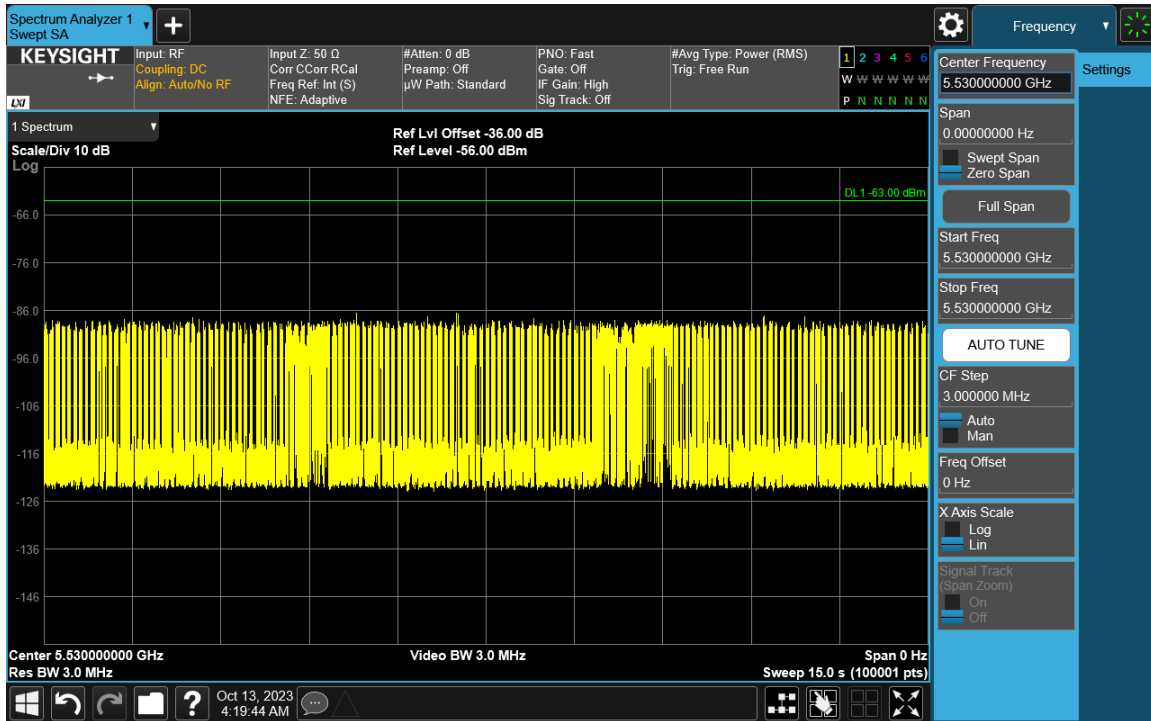 Spectrum Analyzer 1
Swept SA
Frequency
KEYSIGHT
Input: RF
Coupling: DC
Align: Auto/No RF
Input Z: 50 Ω
Corr CCorr RCal
Freq Ref: Int (S)
NFE: Adaptive
#Atten: 0 dB
Preamp: Off
µW Path: Standard
PNO: Fast
Gate: Off
IF Gain: High
Sig Track: Off
#Avg Type: Power (RMS)
Trig: Free Run
1 2 3 4 5 6
W W W W W W
P N N N N N
LXI
1 Spectrum
Scale/Div 10 dB
Log
Ref Lvl Offset -36.00 dB
Ref Level -56.00 dBm
DL1 -63.00 dBm
-66.0
-76.0
-86.0
-96.0
-106
-116
-126
-136
-146
Center 5.530000000 GHz
Res BW 3.0 MHz
Video BW 3.0 MHz
Span 0 Hz
Sweep 15.0 s (100001 pts)
Center Frequency
5.530000000 GHz
Settings
Span
0.00000000 Hz
Swept Span
Zero Span
Full Span
Start Freq
5.530000000 GHz
Stop Freq
5.530000000 GHz
AUTO TUNE
CF Step
3.000000 MHz
Auto
Man
Freq Offset
0 Hz
X Axis Scale
Log
Lin
Signal Track
(Span Zoom)
On
Off
Oct 13, 2023
4:19:44 AM